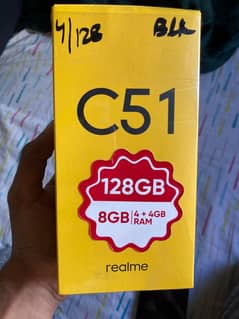 4/128 BLK
C51
128GB
8GB 4 + 4GB
RAM
realme